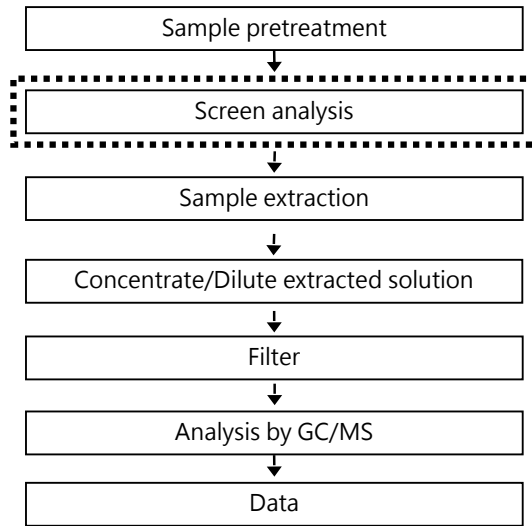 Sample pretreatment
Screen analysis
Sample extraction
Concentrate/Dilute extracted solution
Filter
Analysis by GC/MS
Data